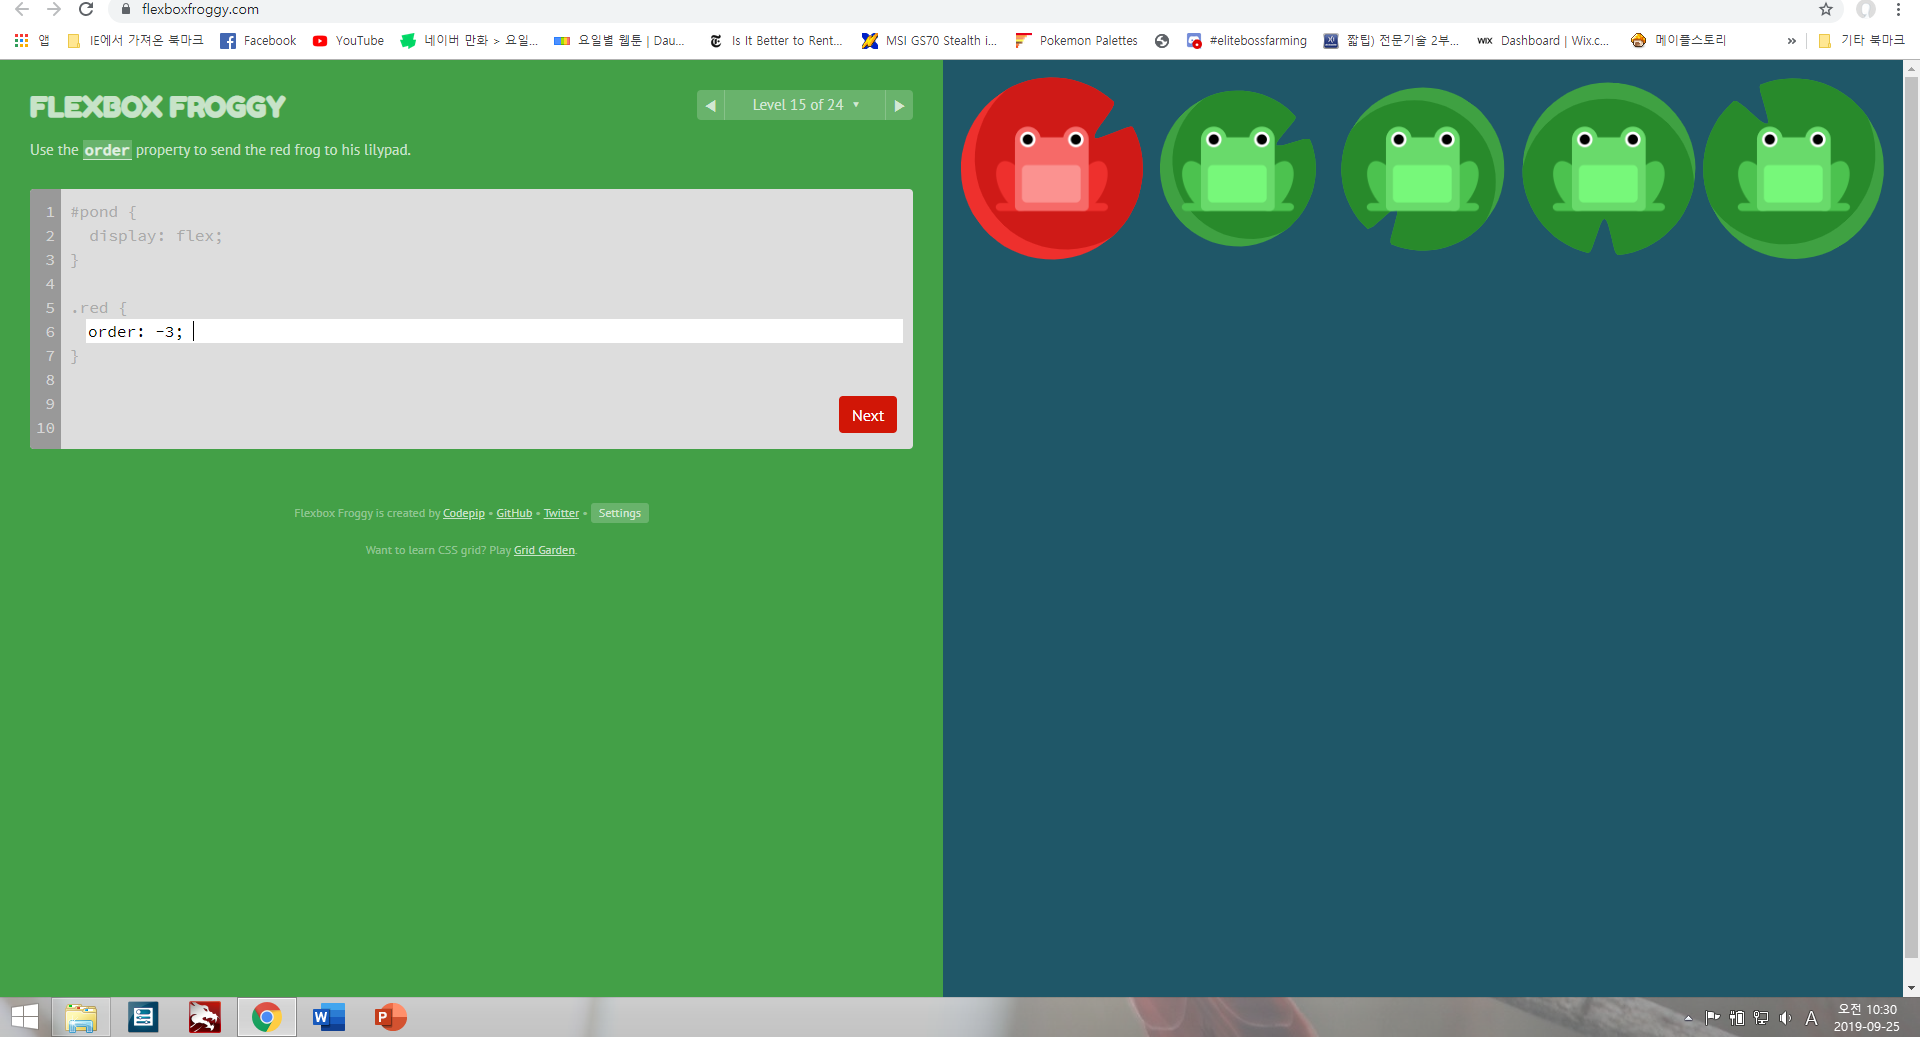 flexboxfroggy.com
앱 IE에서 가져온 북마크 Facebook YouTube 네이버 만화 > 요일... 요일별 웹툰 | Dau... Is It Better to Rent... MSI GS70 Stealth i... Pokemon Palettes #elitebossfarming 짧팁) 전문기술 2부... WiX Dashboard | Wix.c... 메이플스토리 » 기타 북마크
FLEXBOX FROGGY
◀ Level 15 of 24 ▼ ▶
Use the order property to send the red frog to his lilypad.
1 #pond {
2 display: flex;
3 }
4
5 .red {
6 order: -3;
7 }
8
9
10
Next
Flexbox Froggy is created by Codepip • GitHub • Twitter • Settings
Want to learn CSS grid? Play Grid Garden.
A 오전 10:30
2019-09-25